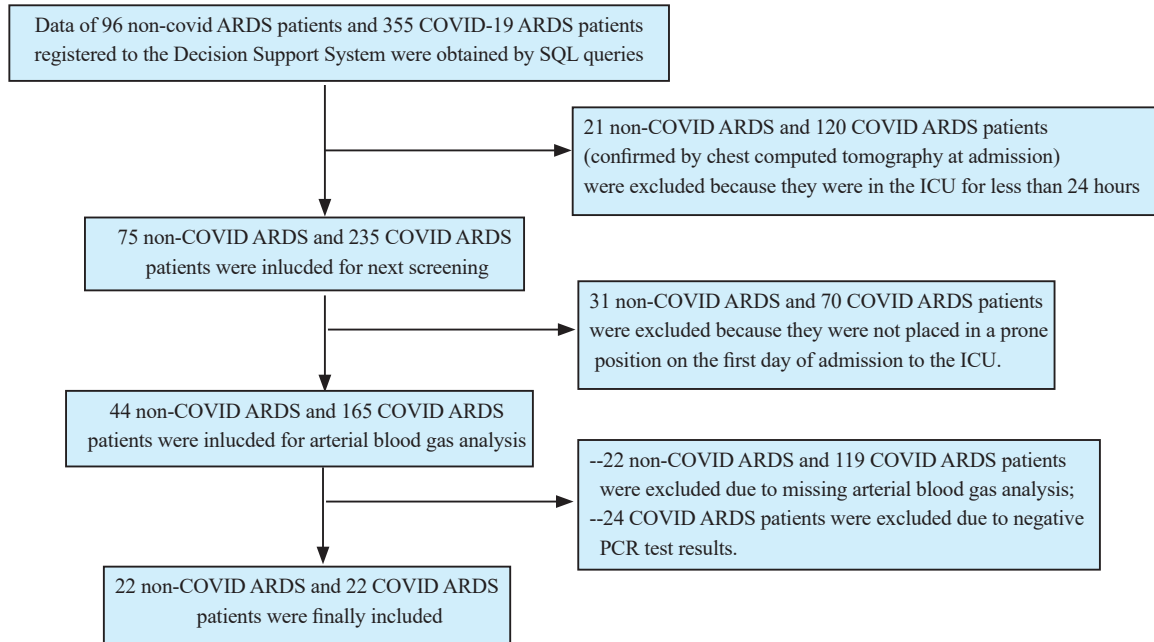 Data of 96 non-covid ARDS patients and 355 COVID-19 ARDS patients
registered to the Decision Support System were obtained by SQL queries
21 non-COVID ARDS and 120 COVID ARDS patients
(confirmed by chest computed tomography at admission)
were excluded because they were in the ICU for less than 24 hours
75 non-COVID ARDS and 235 COVID ARDS
patients were inlucded for next screening
31 non-COVID ARDS and 70 COVID ARDS patients
were excluded because they were not placed in a prone
position on the first day of admission to the ICU.
44 non-COVID ARDS and 165 COVID ARDS
patients were inlucded for arterial blood gas analysis
--22 non-COVID ARDS and 119 COVID ARDS patients
were excluded due to missing arterial blood gas analysis;
--24 COVID ARDS patients were excluded due to negative
PCR test results.
22 non-COVID ARDS and 22 COVID ARDS
patients were finally included